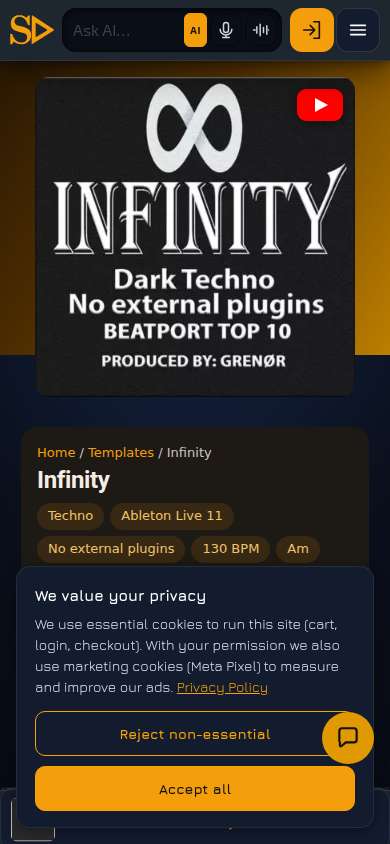 SD
Ask AI...
AI
INFINITY
Dark Techno
No external plugins
BEATPORT TOP 10
PRODUCED BY: GRENØR
Home / Templates / Infinity
Infinity
Techno
Ableton Live 11
No external plugins
130 BPM
Am
We value your privacy
We use essential cookies to run this site (cart,
login, checkout). With your permission we also
use marketing cookies (Meta Pixel) to measure
and improve our ads. Privacy Policy
Reject non-essential
Accept all